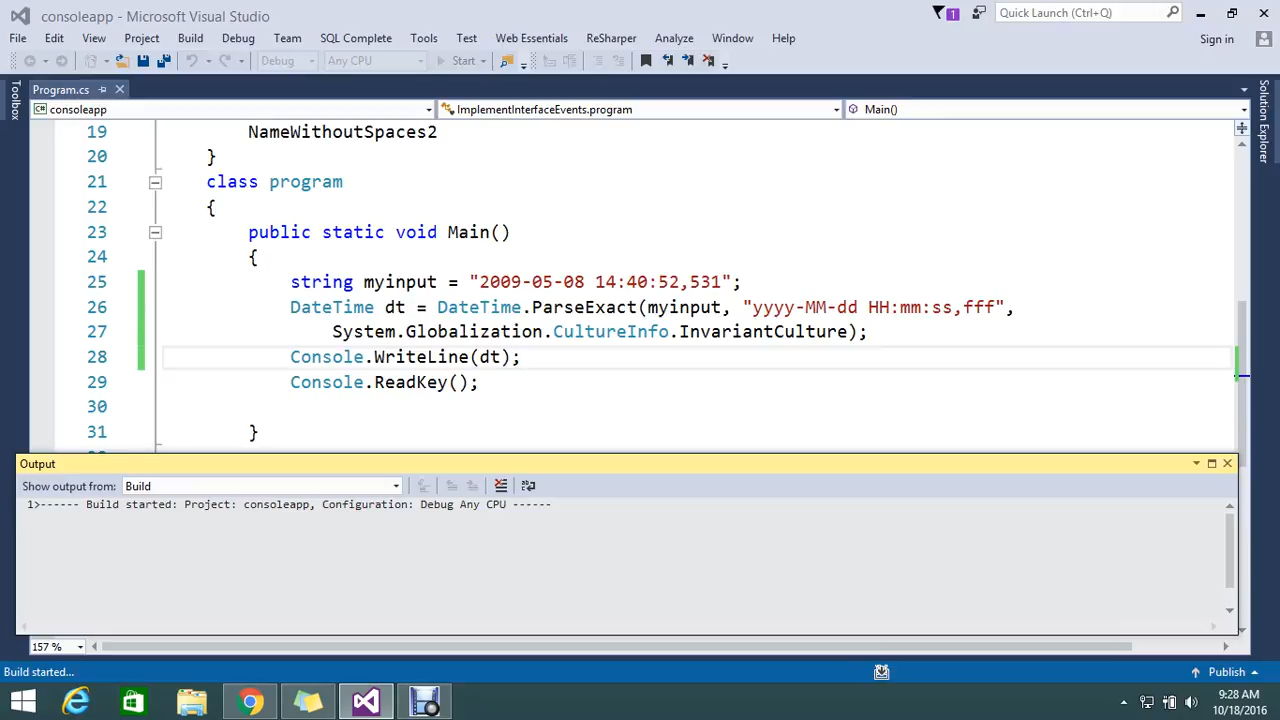 consoleapp - Microsoft Visual Studio
1
Quick Launch (Ctrl+Q)
File Edit View Project Build Debug Team SQL Complete Tools Test Web Essentials ReSharper Analyze Window Help
Sign in
Debug Any CPU Start
Toolbox
Program.cs
Solution Explorer
consoleapp ImplementInterfaceEvents.program Main()
19 NameWithoutSpaces2
20 }
21 class program
22 {
23 public static void Main()
24 {
25 string myinput = "2009-05-08 14:40:52,531";
26 DateTime dt = DateTime.ParseExact(myinput, "yyyy-MM-dd HH:mm:ss,fff",
27 System.Globalization.CultureInfo.InvariantCulture);
28 Console.WriteLine(dt);
29 Console.ReadKey();
30
31 }
Output
Show output from: Build
1>------ Build started: Project: consoleapp, Configuration: Debug Any CPU ------
157 %
Build started...
Publish
9:28 AM
10/18/2016